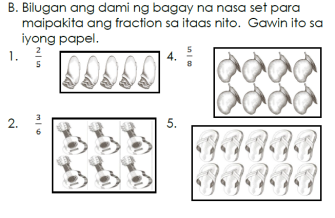 B. Bilugan ang dami ng bagay na nasa set para
maipakita ang fraction sa itaas nito. Gawin ito sa
iyong papel.
1. 2/5
4. 5/8
2. 3/6
5.